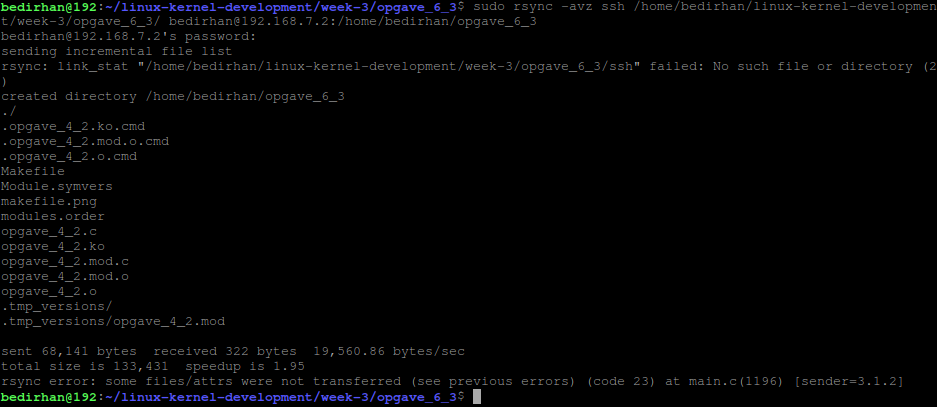 bedirhan@192:~/linux-kernel-development/week-3/opgave_6_3$ sudo rsync -avz ssh /home/bedirhan/linux-kernel-developmen
t/week-3/opgave_6_3/ bedirhan@192.168.7.2:/home/bedirhan/opgave_6_3
bedirhan@192.168.7.2's password:
sending incremental file list
rsync: link_stat "/home/bedirhan/linux-kernel-development/week-3/opgave_6_3/ssh" failed: No such file or directory (2
)
created directory /home/bedirhan/opgave_6_3
./
.opgave_4_2.ko.cmd
.opgave_4_2.mod.o.cmd
.opgave_4_2.o.cmd
Makefile
Module.symvers
makefile.png
modules.order
opgave_4_2.c
opgave_4_2.ko
opgave_4_2.mod.c
opgave_4_2.mod.o
opgave_4_2.o
.tmp_versions/
.tmp_versions/opgave_4_2.mod
sent 68,141 bytes  received 322 bytes  19,560.86 bytes/sec
total size is 133,431  speedup is 1.95
rsync error: some files/attrs were not transferred (see previous errors) (code 23) at main.c(1196) [sender=3.1.2]
bedirhan@192:~/linux-kernel-development/week-3/opgave_6_3$